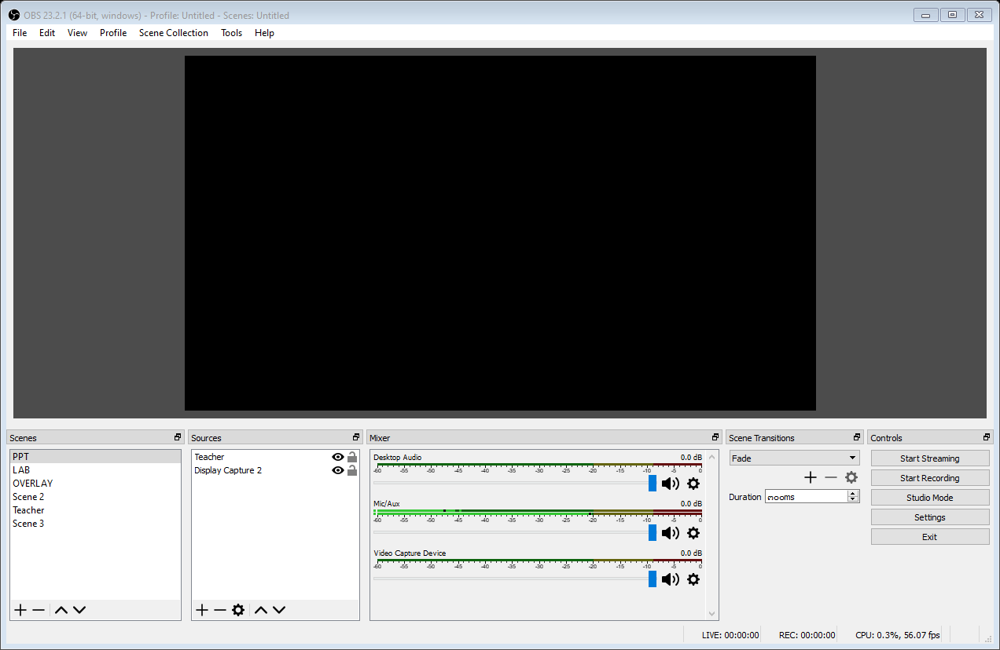 OBS 23.2.1 (64-bit, windows) - Profile: Untitled - Scenes: Untitled
File Edit View Profile Scene Collection Tools Help
Scenes
PPT
LAB
OVERLAY
Scene 2
Teacher
Scene 3
Sources
Teacher
Display Capture 2
Mixer
Desktop Audio 0.0 dB
-60 -55 -50 -45 -40 -35 -30 -25 -20 -15 -10 -5 0
Mic/Aux 0.0 dB
-60 -55 -50 -45 -40 -35 -30 -25 -20 -15 -10 -5 0
Video Capture Device 0.0 dB
-60 -55 -50 -45 -40 -35 -30 -25 -20 -15 -10 -5 0
Scene Transitions
Fade
Duration ๓๐๐ms
Controls
Start Streaming
Start Recording
Studio Mode
Settings
Exit
LIVE: 00:00:00 REC: 00:00:00 CPU: 0.3%, 56.07 fps